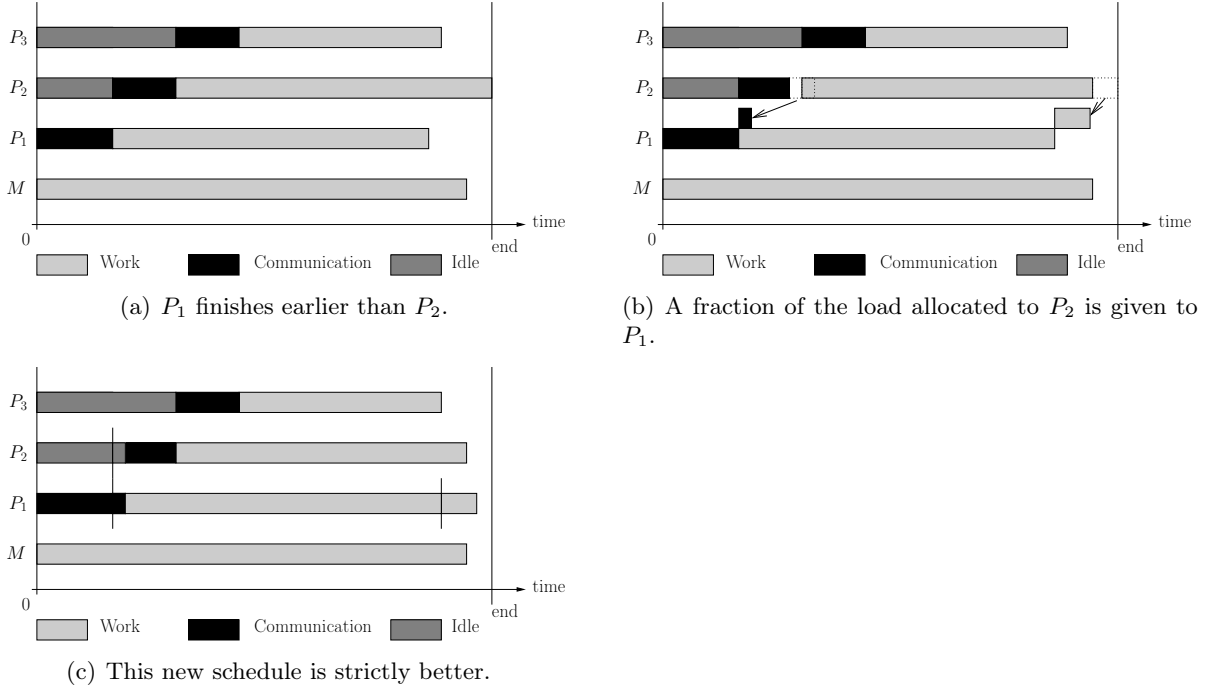 P3
P2
P1
M
time
0
end
Work Communication Idle
(a) P1 finishes earlier than P2.
P3
P2
P1
M
time
0
end
Work Communication Idle
(b) A fraction of the load allocated to P2 is given to
P1.
P3
P2
P1
M
time
0
end
Work Communication Idle
(c) This new schedule is strictly better.